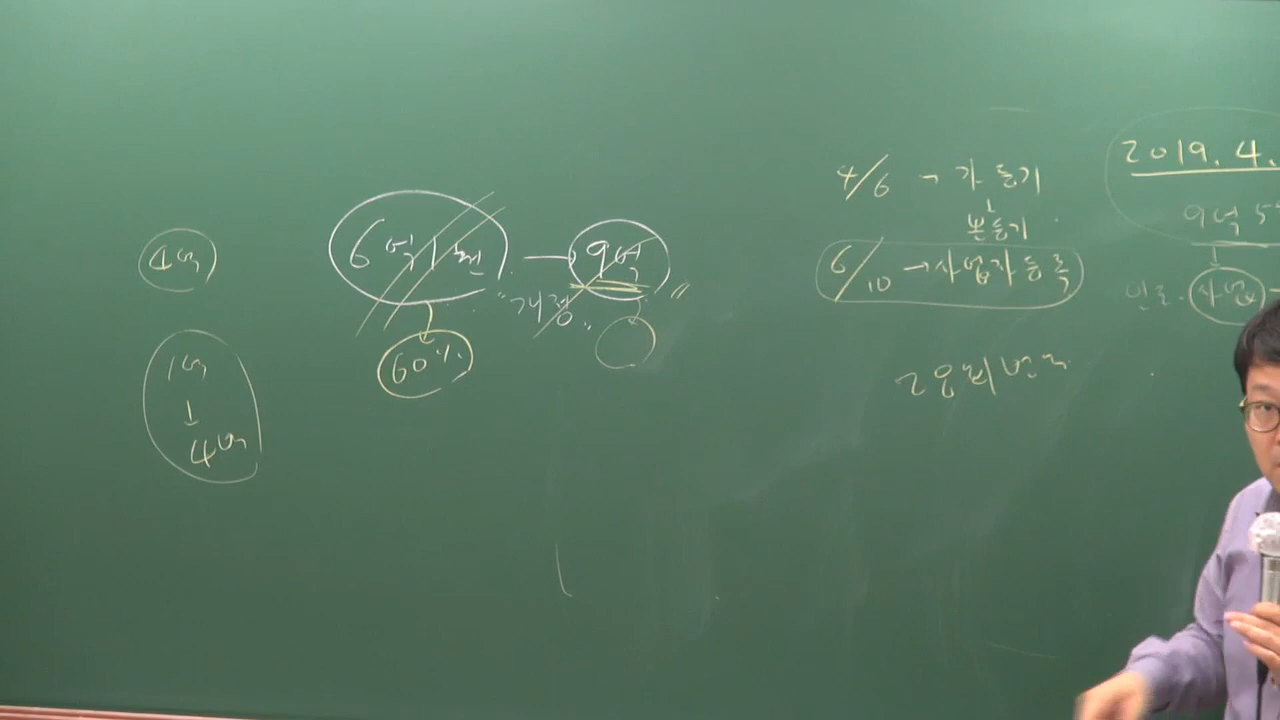 4억
1억
↓
4억
6억1천 — 9억
"개정"
60%
4/6 → 가등기
↓
본등기
6/10 → 사업자등록
2019.4.
9억5